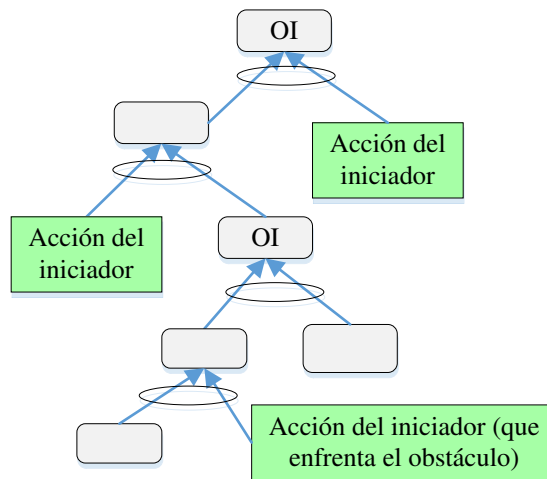 OI
Acción del
iniciador
Acción del
iniciador
OI
Acción del iniciador (que
enfrenta el obstáculo)